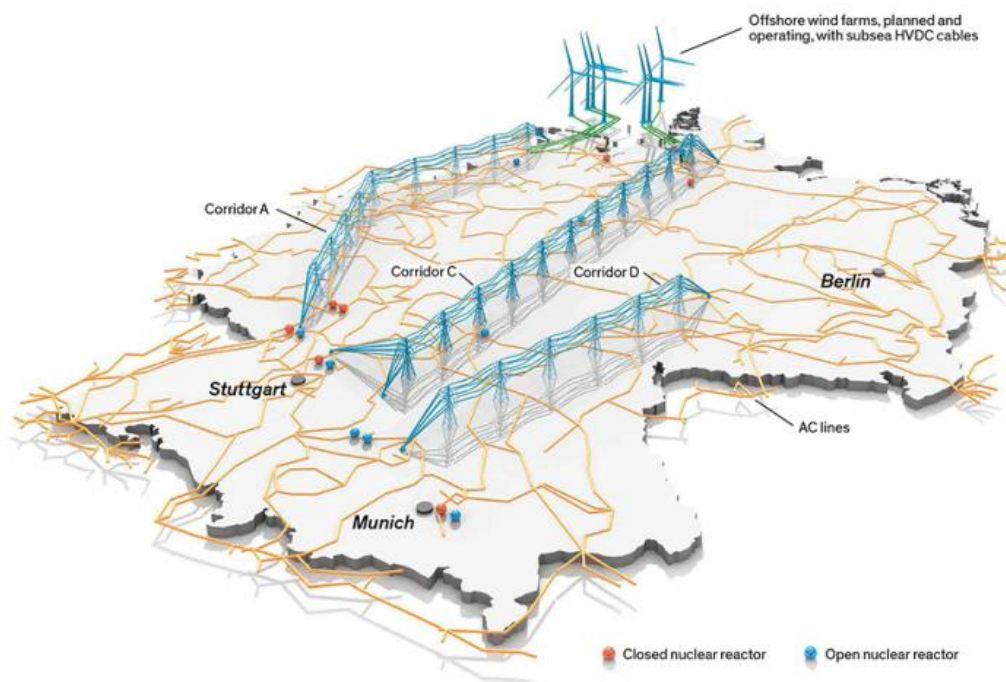 Offshore wind farms, planned and
operating, with subsea HVDC cables
Corridor A
Corridor C
Corridor D
Berlin
Stuttgart
AC lines
Munich
Closed nuclear reactor
Open nuclear reactor